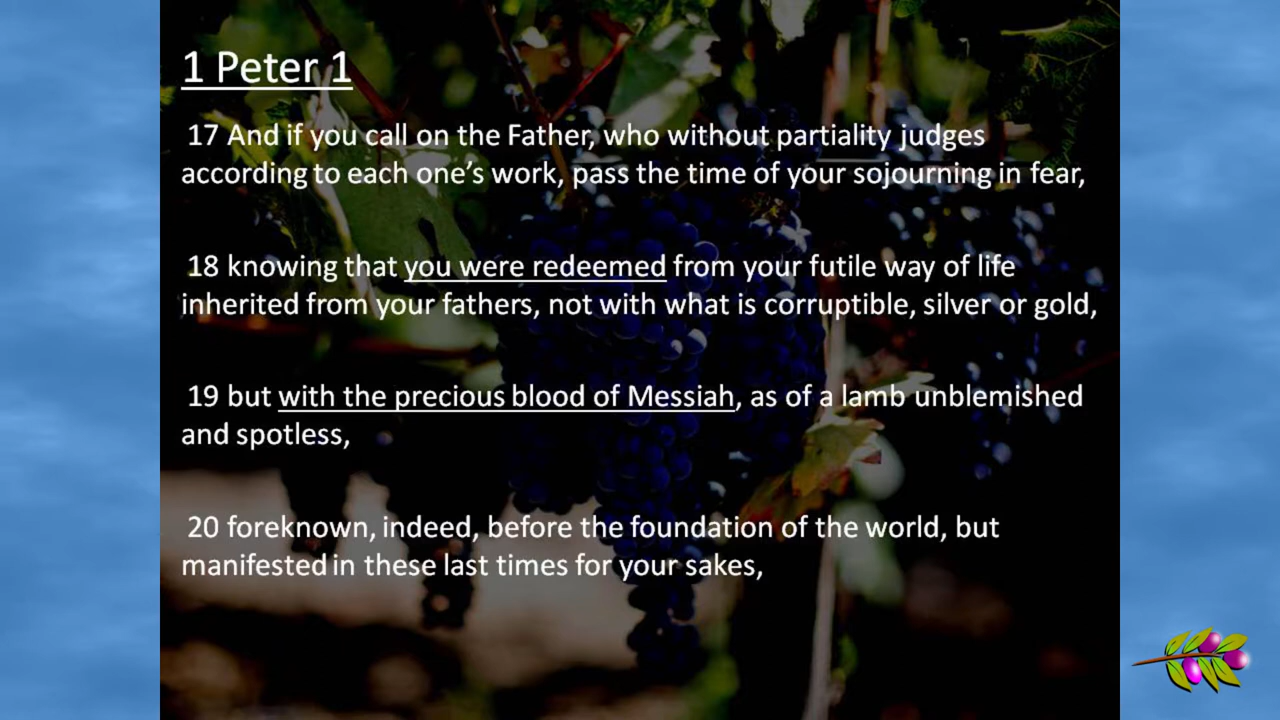 1 Peter 1
17 And if you call on the Father, who without partiality judges
according to each one’s work, pass the time of your sojourning in fear,
18 knowing that you were redeemed from your futile way of life
inherited from your fathers, not with what is corruptible, silver or gold,
19 but with the precious blood of Messiah, as of a lamb unblemished
and spotless,
20 foreknown, indeed, before the foundation of the world, but
manifested in these last times for your sakes,